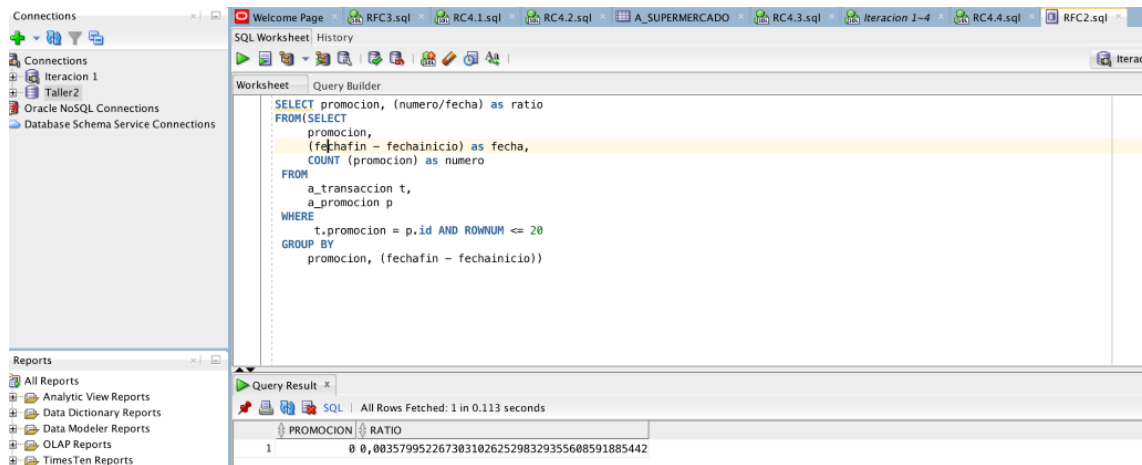 Connections
Connections
Iteracion 1
Taller2
Oracle NoSQL Connections
Database Schema Service Connections
Reports
All Reports
Analytic View Reports
Data Dictionary Reports
Data Modeler Reports
OLAP Reports
TimesTen Reports
Welcome Page RFC3.sql RC4.1.sql RC4.2.sql A_SUPERMERCADO RC4.3.sql Iteracion 1~4 RC4.4.sql RFC2.sql
SQL Worksheet History
Iterac
Worksheet Query Builder
SELECT promocion, (numero/fecha) as ratio
FROM(SELECT
promocion,
(fechafin - fechainicio) as fecha,
COUNT (promocion) as numero
FROM
a_transaccion t,
a_promocion p
WHERE
t.promocion = p.id AND ROWNUM <= 20
GROUP BY
promocion, (fechafin - fechainicio))
Query Result
SQL | All Rows Fetched: 1 in 0.113 seconds
PROMOCION RATIO
1 0 0,00357995226730310262529832935560859188544​2